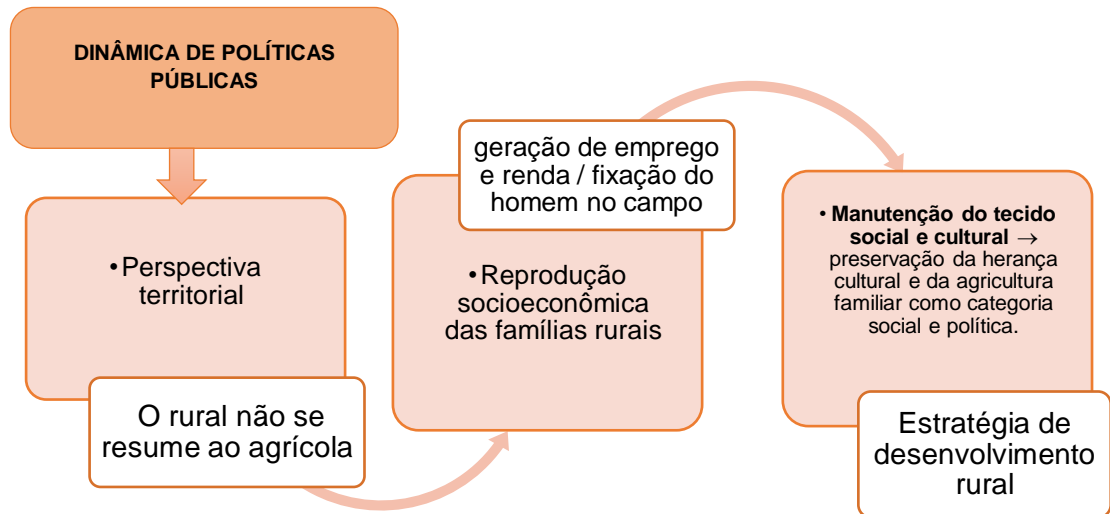 DINÂMICA DE POLÍTICAS
PÚBLICAS
•Perspectiva
territorial
O rural não se
resume ao agrícola
geração de emprego
e renda / fixação do
homem no campo
•Reprodução
socioeconômica
das famílias rurais
• Manutenção do tecido
social e cultural →
preservação da herança
cultural e da agricultura
familiar como categoria
social e política.
Estratégia de
desenvolvimento
rural